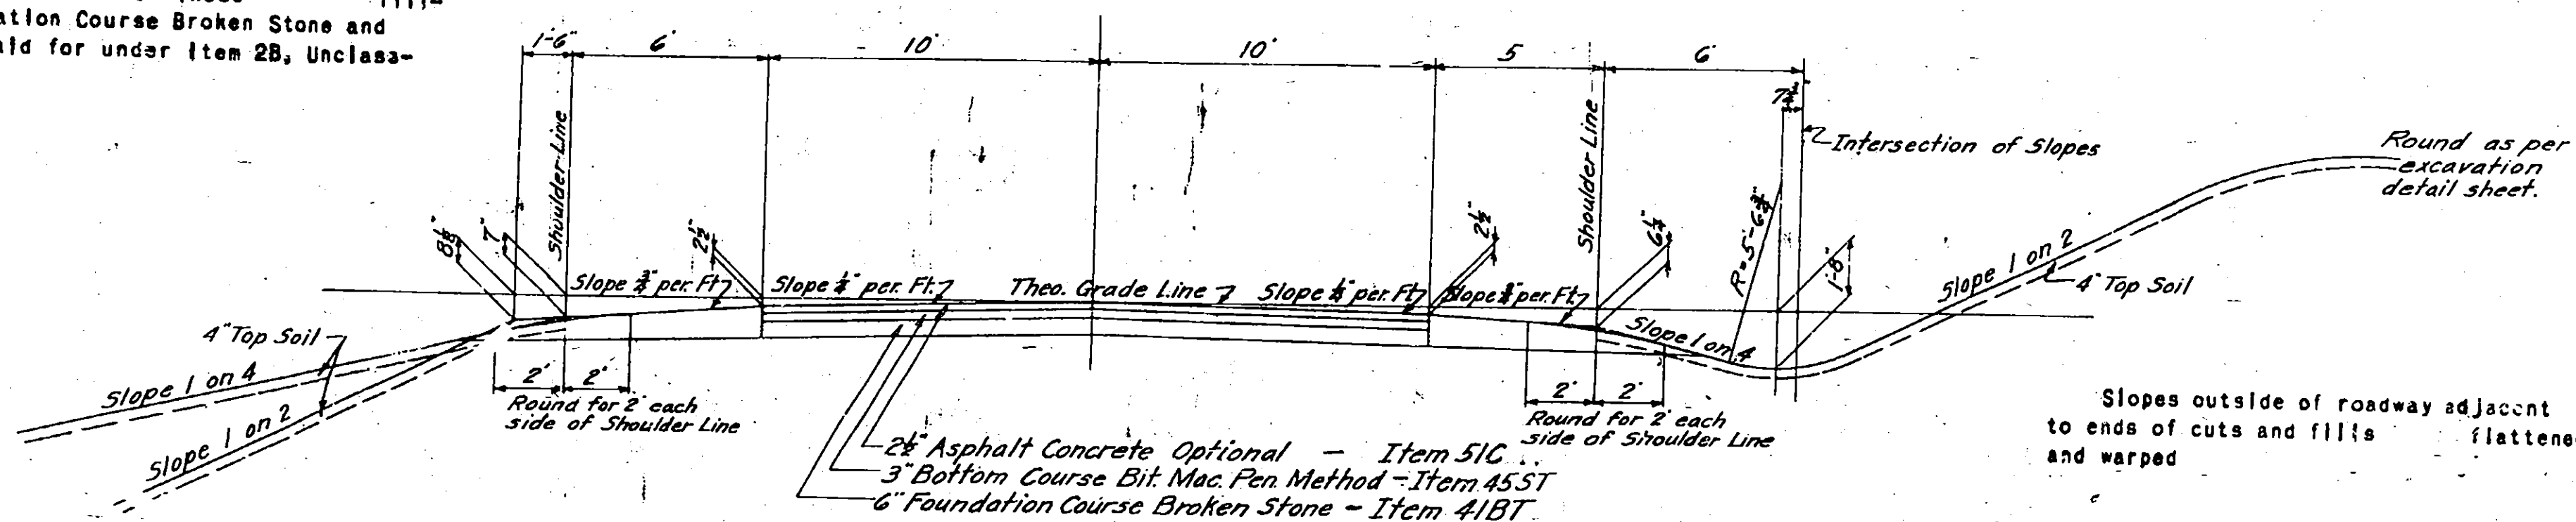 ation Course Broken Stone and
aid for under Item 2B, Unclass-
1'-6" 6' 10' 10' 5 6'
7¾
Shoulder Line
Shoulder Line
Intersection of Slopes
Round as per
excavation
detail sheet.
8⅛" 7" 2½" 2½" 6¼" R=5'-6¾" 1'-8"
Slope ¾" per. Ft.
Slope ¼" per. Ft.
Theo. Grade Line
Slope ¼" per. Ft.
Slope per. Ft.
Slope 1 on 4
Slope 1 on 2
4" Top Soil
4" Top Soil
Slope 1 on 4
Slope 1 on 2
2' 2'
Round for 2' each
side of Shoulder Line
2' 2'
Round for 2' each
side of Shoulder Line
2½" Asphalt Concrete Optional - Item 51C
3" Bottom Course Bit. Mac. Pen. Method - Item 45ST
6" Foundation Course Broken Stone - Item 41BT
Slopes outside of roadway adjacent
to ends of cuts and fills flattene
and warped